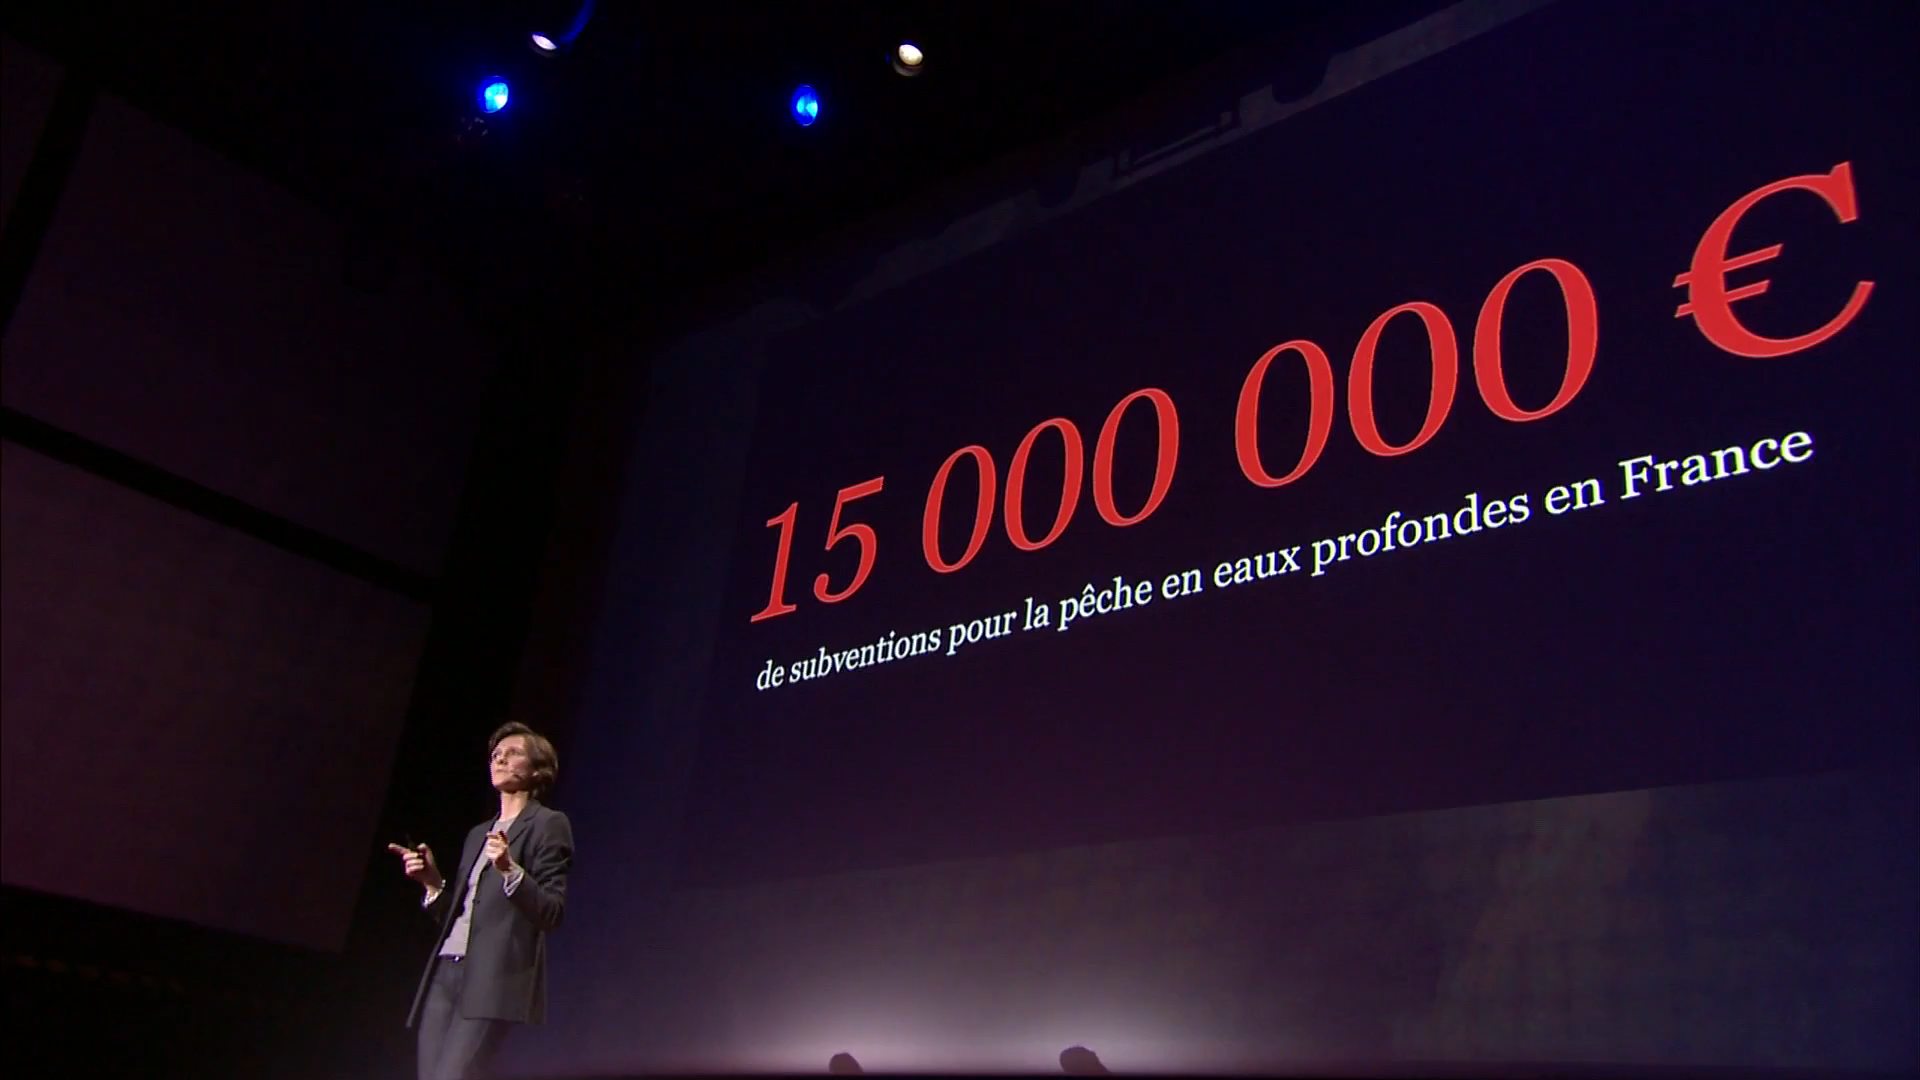 15 000 000 €
de subventions pour la pêche en eaux profondes en France